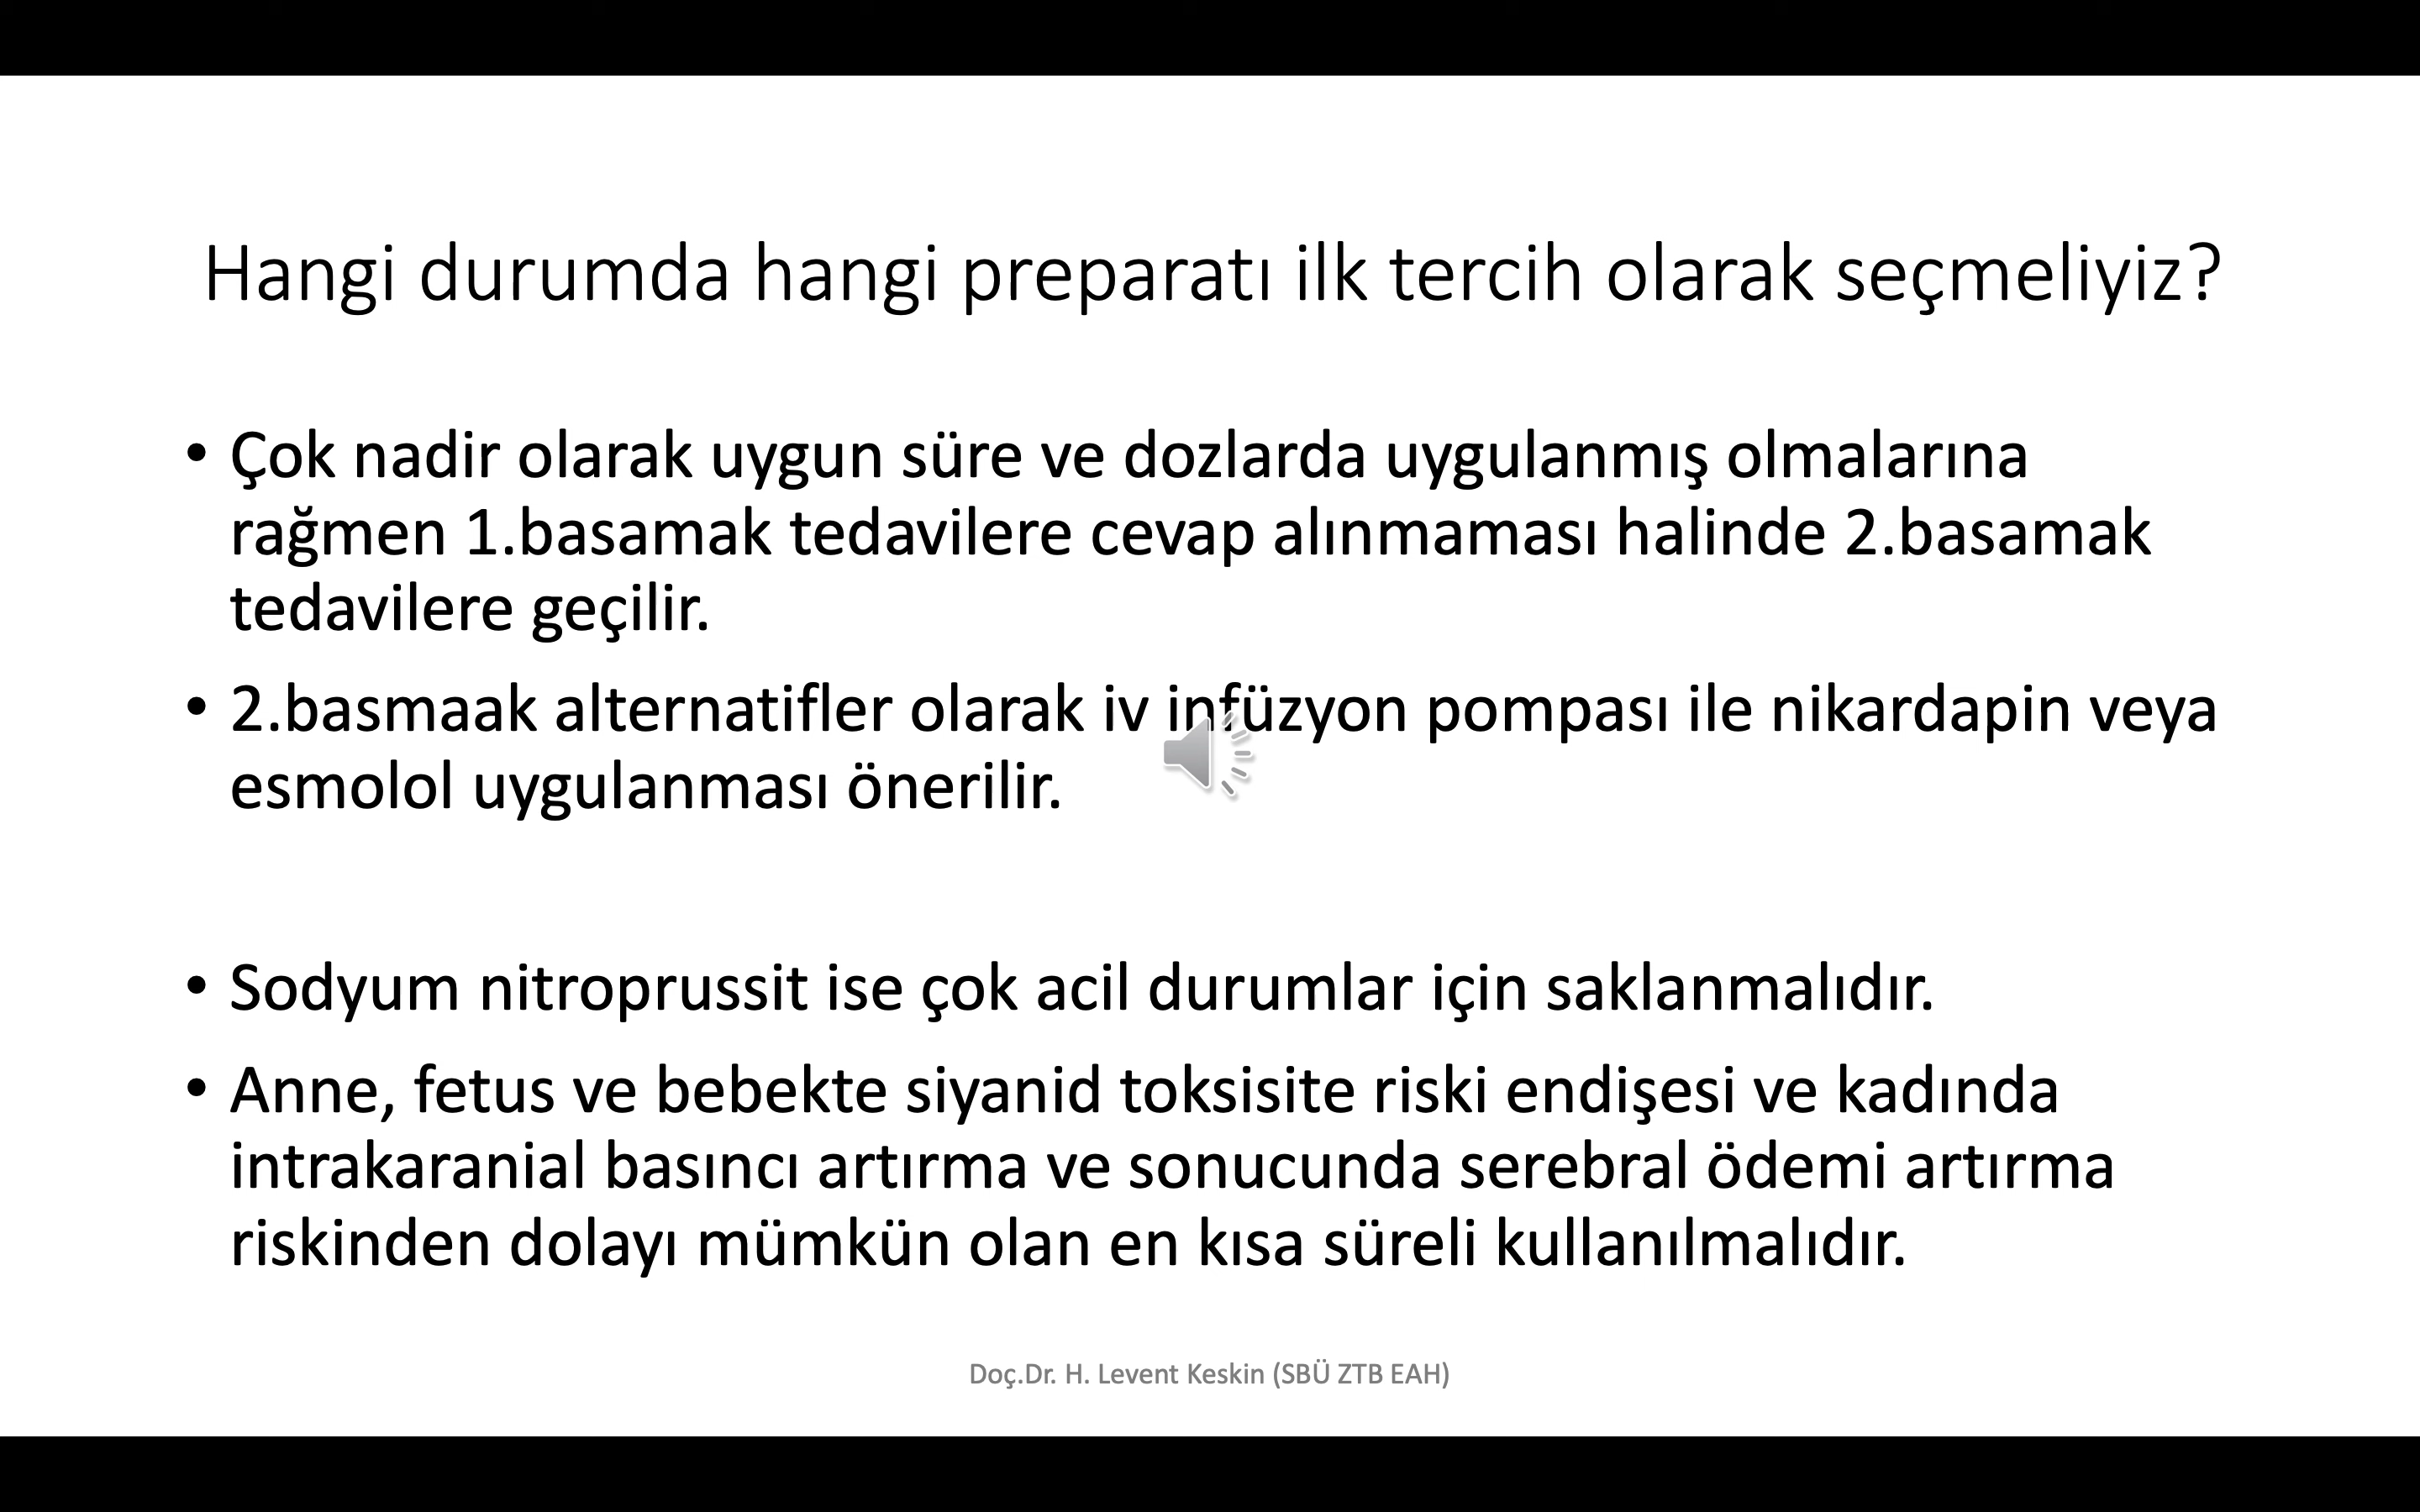 Hangi durumda hangi preparatı ilk tercih olarak seçmeliyiz?
• Çok nadir olarak uygun süre ve dozlarda uygulanmış olmalarına
rağmen 1.basamak tedavilere cevap alınmaması halinde 2.basamak
tedavilere geçilir.
• 2.basmaak alternatifler olarak iv infüzyon pompası ile nikardapin veya
esmolol uygulanması önerilir.
• Sodyum nitroprussit ise çok acil durumlar için saklanmalıdır.
• Anne, fetus ve bebekte siyanid toksisite riski endişesi ve kadında
intrakaranial basıncı artırma ve sonucunda serebral ödemi artırma
riskinden dolayı mümkün olan en kısa süreli kullanılmalıdır.
Doç.Dr. H. Levent Keskin (SBÜ ZTB EAH)